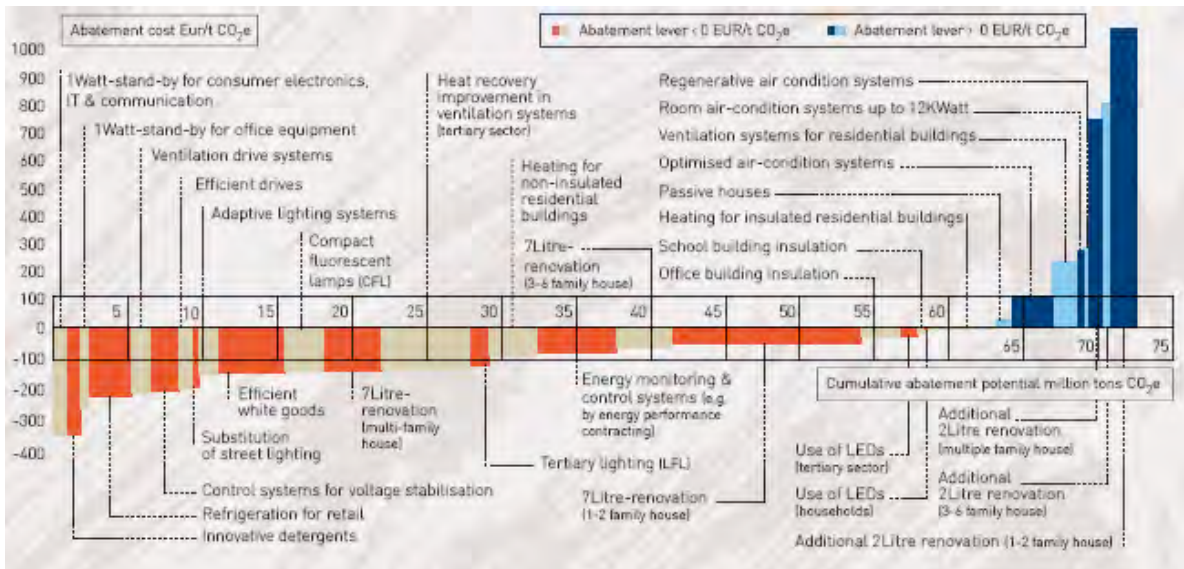 Abatement cost Eur/t CO₂e
Abatement lever < 0 EUR/t CO₂e
Abatement lever > 0 EUR/t CO₂e
1000
900
800
700
600
500
400
300
200
100
0
-100
-200
-300
-400
1Watt-stand-by for consumer electronics,
IT & communication
1Watt-stand-by for office equipment
Ventilation drive systems
Efficient drives
Adaptive lighting systems
Compact
fluorescent
lamps (CFL)
Heat recovery
improvement in
ventilation systems
(tertiary sector)
Heating for
non-insulated
residential
buildings
7Litre-
renovation
(3-6 family house)
Regenerative air condition systems
Room air-condition systems up to 12KWatt
Ventilation systems for residential buildings
Optimised air-condition systems
Passive houses
Heating for insulated residential buildings
School building insulation
Office building insulation
5
10
15
20
25
30
35
40
45
50
55
60
65
70
75
Efficient
white goods
Substitution
of street lighting
Control systems for voltage stabilisation
Refrigeration for retail
Innovative detergents
7Litre-
renovation
(multi-family
house)
Tertiary lighting (LFL)
Energy monitoring &
control systems (e.g.
by energy performance
contracting)
7Litre-renovation
(1-2 family house)
Cumulative abatement potential million tons CO₂e
Use of LEDs
(tertiary sector)
Use of LEDs
(households)
Additional
2Litre renovation
(multiple family house)
Additional
2Litre renovation
(3-6 family house)
Additional 2Litre renovation (1-2 family house)